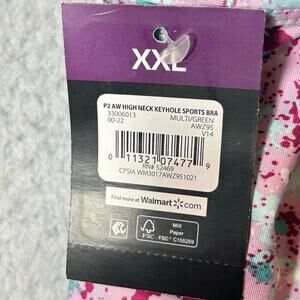 XXL
P2 AW HIGH NECK KEYHOLE SPORTS BRA
33006013 MULTI/GREEN
00-22 AWZ9S
V14
0 11321 07477 9
RN# 52469
CPSIA WM3017AWZ9S1021
Find more at Walmart.com
FSC
MIX
Paper
FSC® C155269